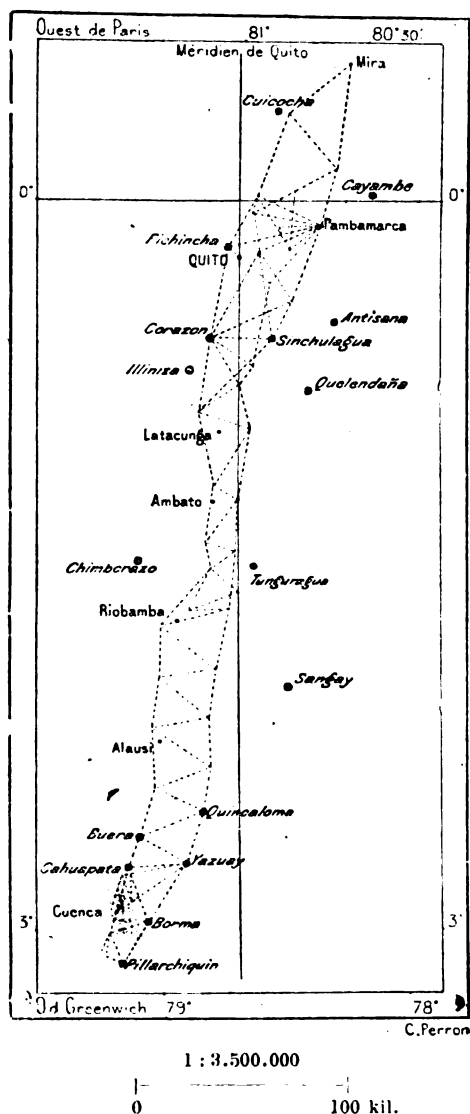 Ouest de Paris 81° 80°30'
Méridien de Quito
Mira
Cuicocha
Cayambe
0° 0°
Pambamarca
Pichincha
QUITO
Antisana
Corazon
Sinchulagua
Illiniza
Quelendaña
Latacunga
Ambato
Chimborazo
Tunguragua
Riobamba
Sangay
Alausi
Quincaloma
Buera
Cahuspata
Yazuay
Cuenca
3° 3°
Borma
Pillarchiquin
O.d Greenwich 79° 78°
C.Perron
1 : 3.500.000
0 100 kil.